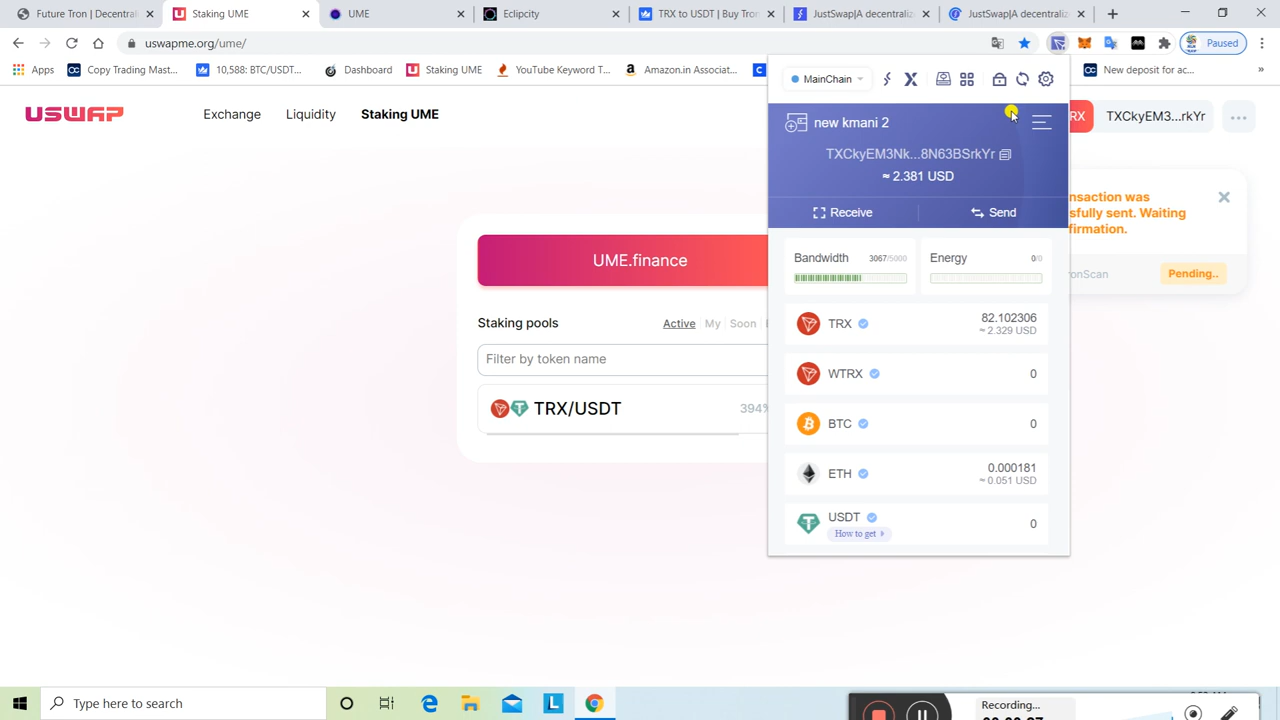 Future Tron | Decentral
Staking UME
UME
Eclipcity
TRX to USDT | Buy Tron
JustSwap|A decentraliz
JustSwap|A decentraliz
uswapme.org/ume/
Paused
Apps
Copy Trading Mast...
10,588: BTC/USDT...
Dashboard
Staking UME
YouTube Keyword T...
Amazon.in Associat...
New deposit for ac...
USWAP
Exchange
Liquidity
Staking UME
RX
TXCkyEM3...rkYr
MainChain
new kmani 2
TXCkyEM3Nk...8N63BSrkYr
≈ 2.381 USD
Receive
Send
Bandwidth
3067/5000
Energy
0/0
TRX
82.102306
≈ 2.329 USD
WTRX
0
BTC
0
ETH
0.000181
≈ 0.051 USD
USDT
0
How to get
nsaction was
sfully sent. Waiting
firmation.
onScan
Pending..
UME.finance
Staking pools
Active
My
Soon
Filter by token name
TRX/USDT
394%
Type here to search
Recording...